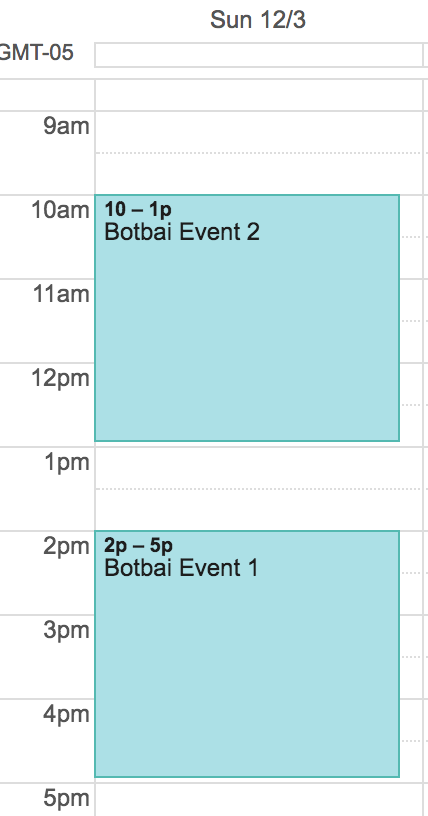 Sun 12/3
GMT-05
9am
10am
10 – 1p
Botbai Event 2
11am
12pm
1pm
2pm
2p – 5p
Botbai Event 1
3pm
4pm
5pm